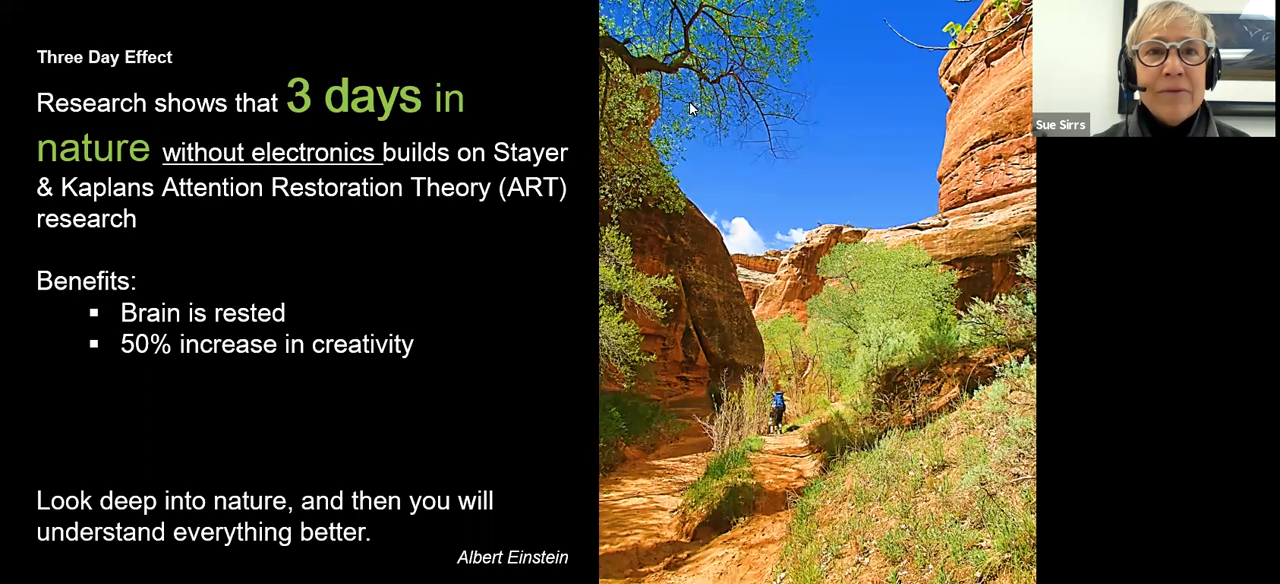 Three Day Effect
Research shows that 3 days in
nature without electronics builds on Stayer
& Kaplans Attention Restoration Theory (ART)
research
Benefits:
▪ Brain is rested
▪ 50% increase in creativity
Look deep into nature, and then you will
understand everything better.
Albert Einstein
Sue Sirrs